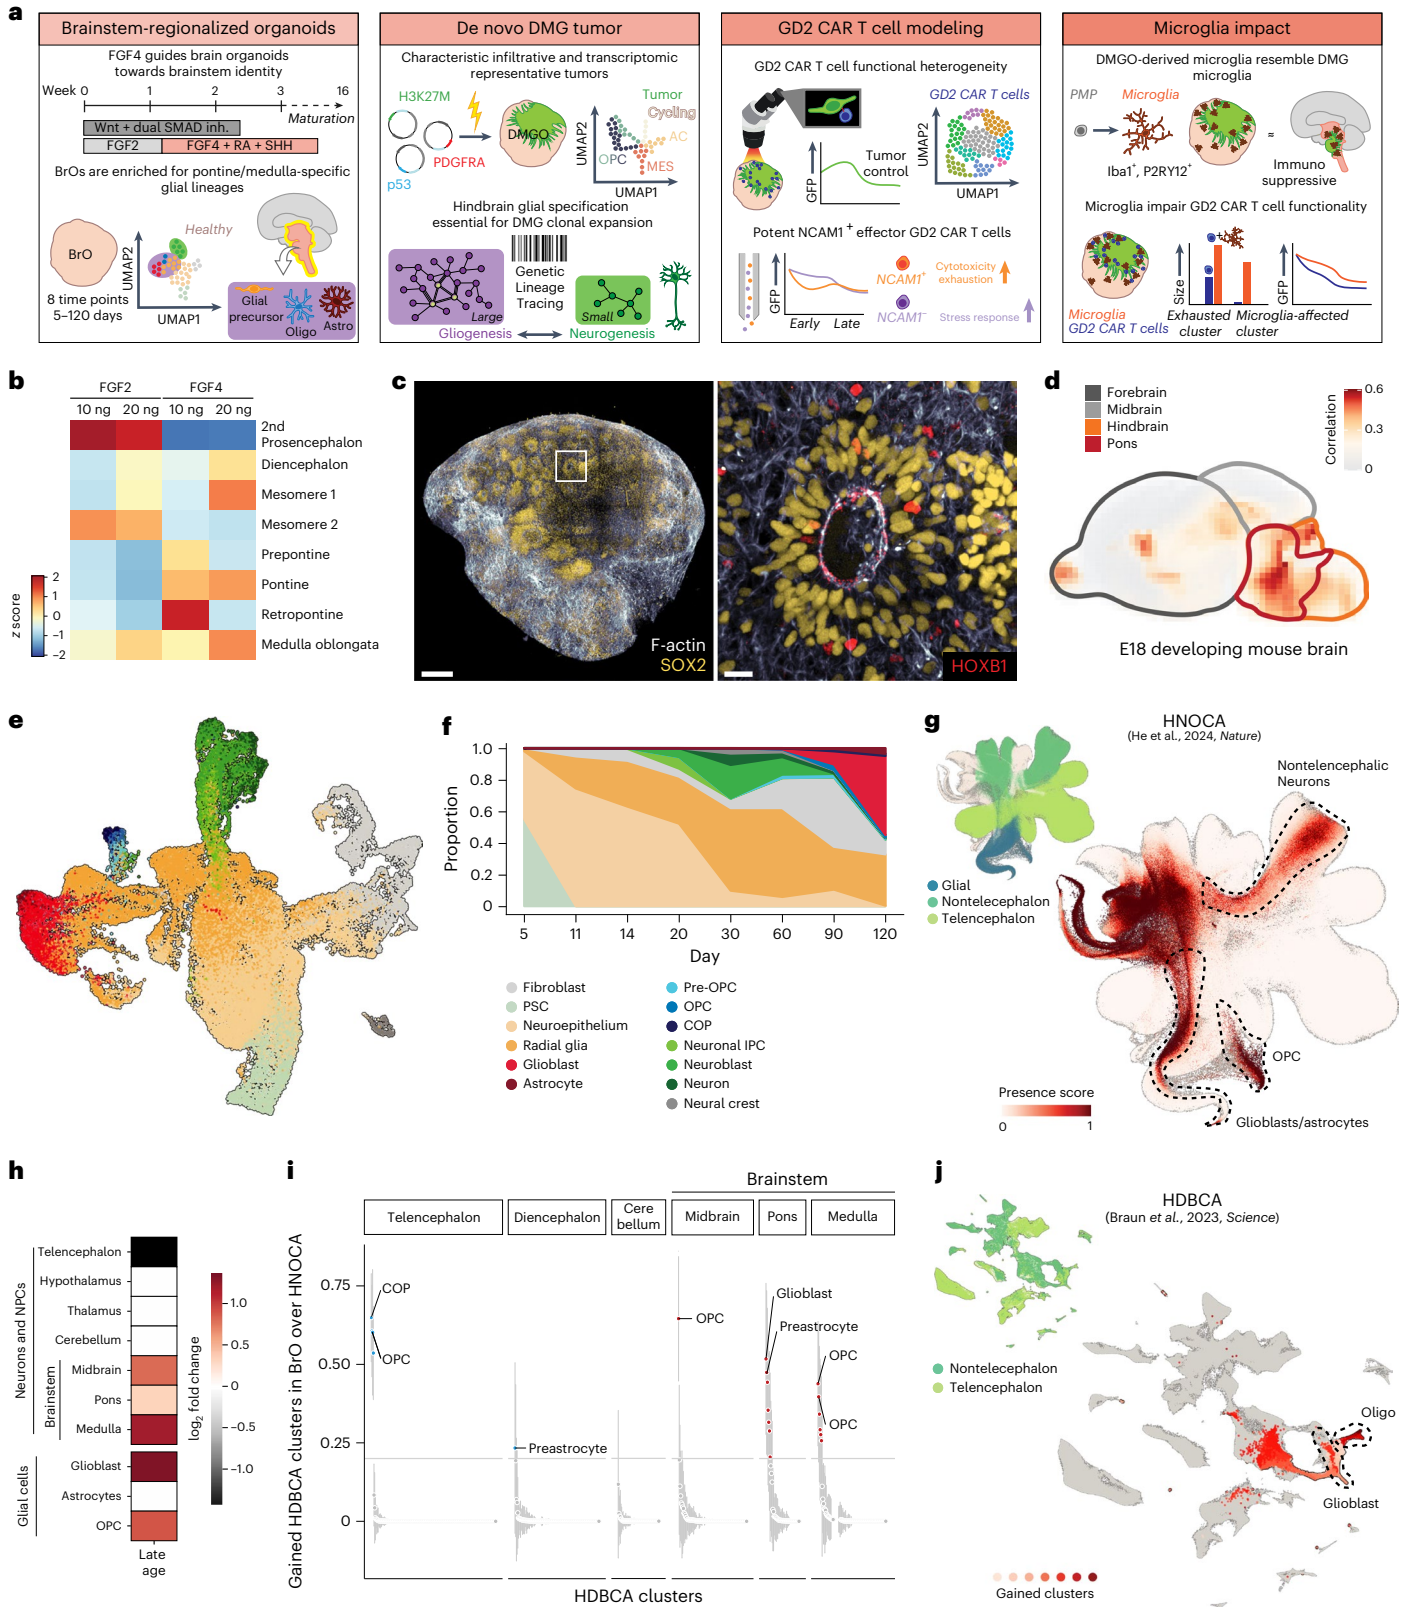 a
Brainstem-regionalized organoids
FGF4 guides brain organoids
towards brainstem identity
Week 0 1 2 3 16
Maturation
Wnt + dual SMAD inh.
FGF2
FGF4 + RA + SHH
BrOs are enriched for pontine/medulla-specific
glial lineages
BrO
8 time points
5–120 days
UMAP2
UMAP1
Healthy
Glial
precursor
Oligo
Astro
De novo DMG tumor
Characteristic infiltrative and transcriptomic
representative tumors
H3K27M
PDGFRA
p53
DMGO
UMAP2
UMAP1
Tumor
Cycling
AC
OPC
MES
Hindbrain glial specification
essential for DMG clonal expansion
Large
Genetic
Lineage
Tracing
Small
Gliogenesis
Neurogenesis
GD2 CAR T cell modeling
GD2 CAR T cell functional heterogeneity
GFP
Tumor
control
GD2 CAR T cells
UMAP2
UMAP1
Potent NCAM1+ effector GD2 CAR T cells
GFP
Early Late
NCAM1+
Cytotoxicity
exhaustion
NCAM1−
Stress response
Microglia impact
DMGO-derived microglia resemble DMG
microglia
PMP
Microglia
Iba1+, P2RY12+
≈
Immuno
suppressive
Microglia impair GD2 CAR T cell functionality
Microglia
GD2 CAR T cells
Size
+
Exhausted
cluster
GFP
Microglia-affected
cluster
b
FGF2 FGF4
10 ng 20 ng 10 ng 20 ng
2nd
Prosencephalon
Diencephalon
Mesomere 1
Mesomere 2
Prepontine
Pontine
Retropontine
Medulla oblongata
z score
2
1
0
−1
−2
c
F-actin
SOX2
HOXB1
d
Forebrain
Midbrain
Hindbrain
Pons
Correlation
0.6
0.3
0
E18 developing mouse brain
e
f
Proportion
1.0
0.8
0.6
0.4
0.2
0
5 11 14 20 30 60 90 120
Day
Fibroblast
PSC
Neuroepithelium
Radial glia
Glioblast
Astrocyte
Pre-OPC
OPC
COP
Neuronal IPC
Neuroblast
Neuron
Neural crest
g
HNOCA
(He et al., 2024, Nature)
Nontelencephalic
Neurons
Glial
Nontelecephalon
Telencephalon
OPC
Glioblasts/astrocytes
Presence score
0 1
h
Neurons and NPCs
Brainstem
Glial cells
Telencephalon
Hypothalamus
Thalamus
Cerebellum
Midbrain
Pons
Medulla
Glioblast
Astrocytes
OPC
Late
age
log2 fold change
1.0
0.5
0
−0.5
−1.0
i
Brainstem
Telencephalon
Diencephalon
Cere
bellum
Midbrain
Pons
Medulla
Gained HDBCA clusters in BrO over HNOCA
0.75
0.50
0.25
0
COP
OPC
Preastrocyte
OPC
Glioblast
Preastrocyte
OPC
OPC
HDBCA clusters
j
HDBCA
(Braun et al., 2023, Science)
Nontelecephalon
Telencephalon
Oligo
Glioblast
Gained clusters